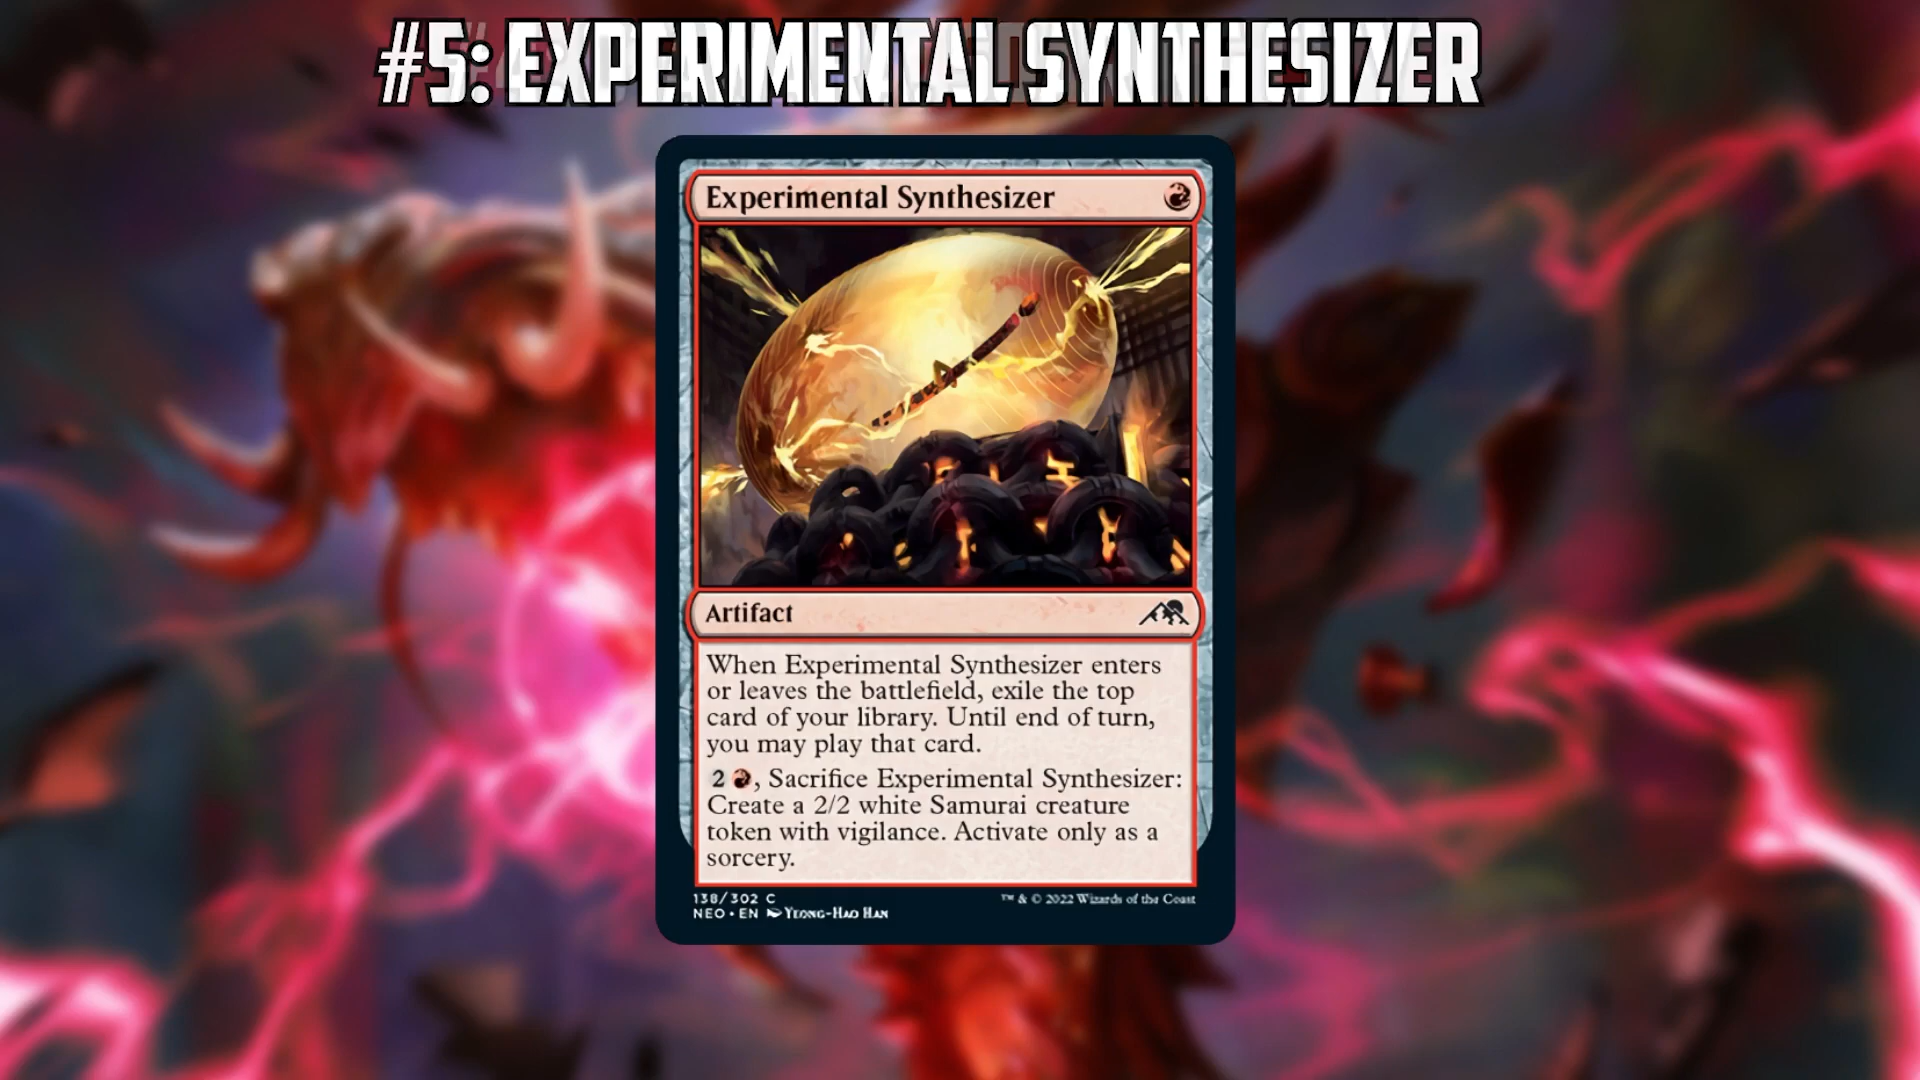 #5: EXPERIMENTAL SYNTHESIZER
Experimental Synthesizer
Artifact
When Experimental Synthesizer enters
or leaves the battlefield, exile the top
card of your library. Until end of turn,
you may play that card.
2 , Sacrifice Experimental Synthesizer:
Create a 2/2 white Samurai creature
token with vigilance. Activate only as a
sorcery.
138/302 C
NEO • EN Yeong-Hao Han
™ & © 2022 Wizards of the Coast